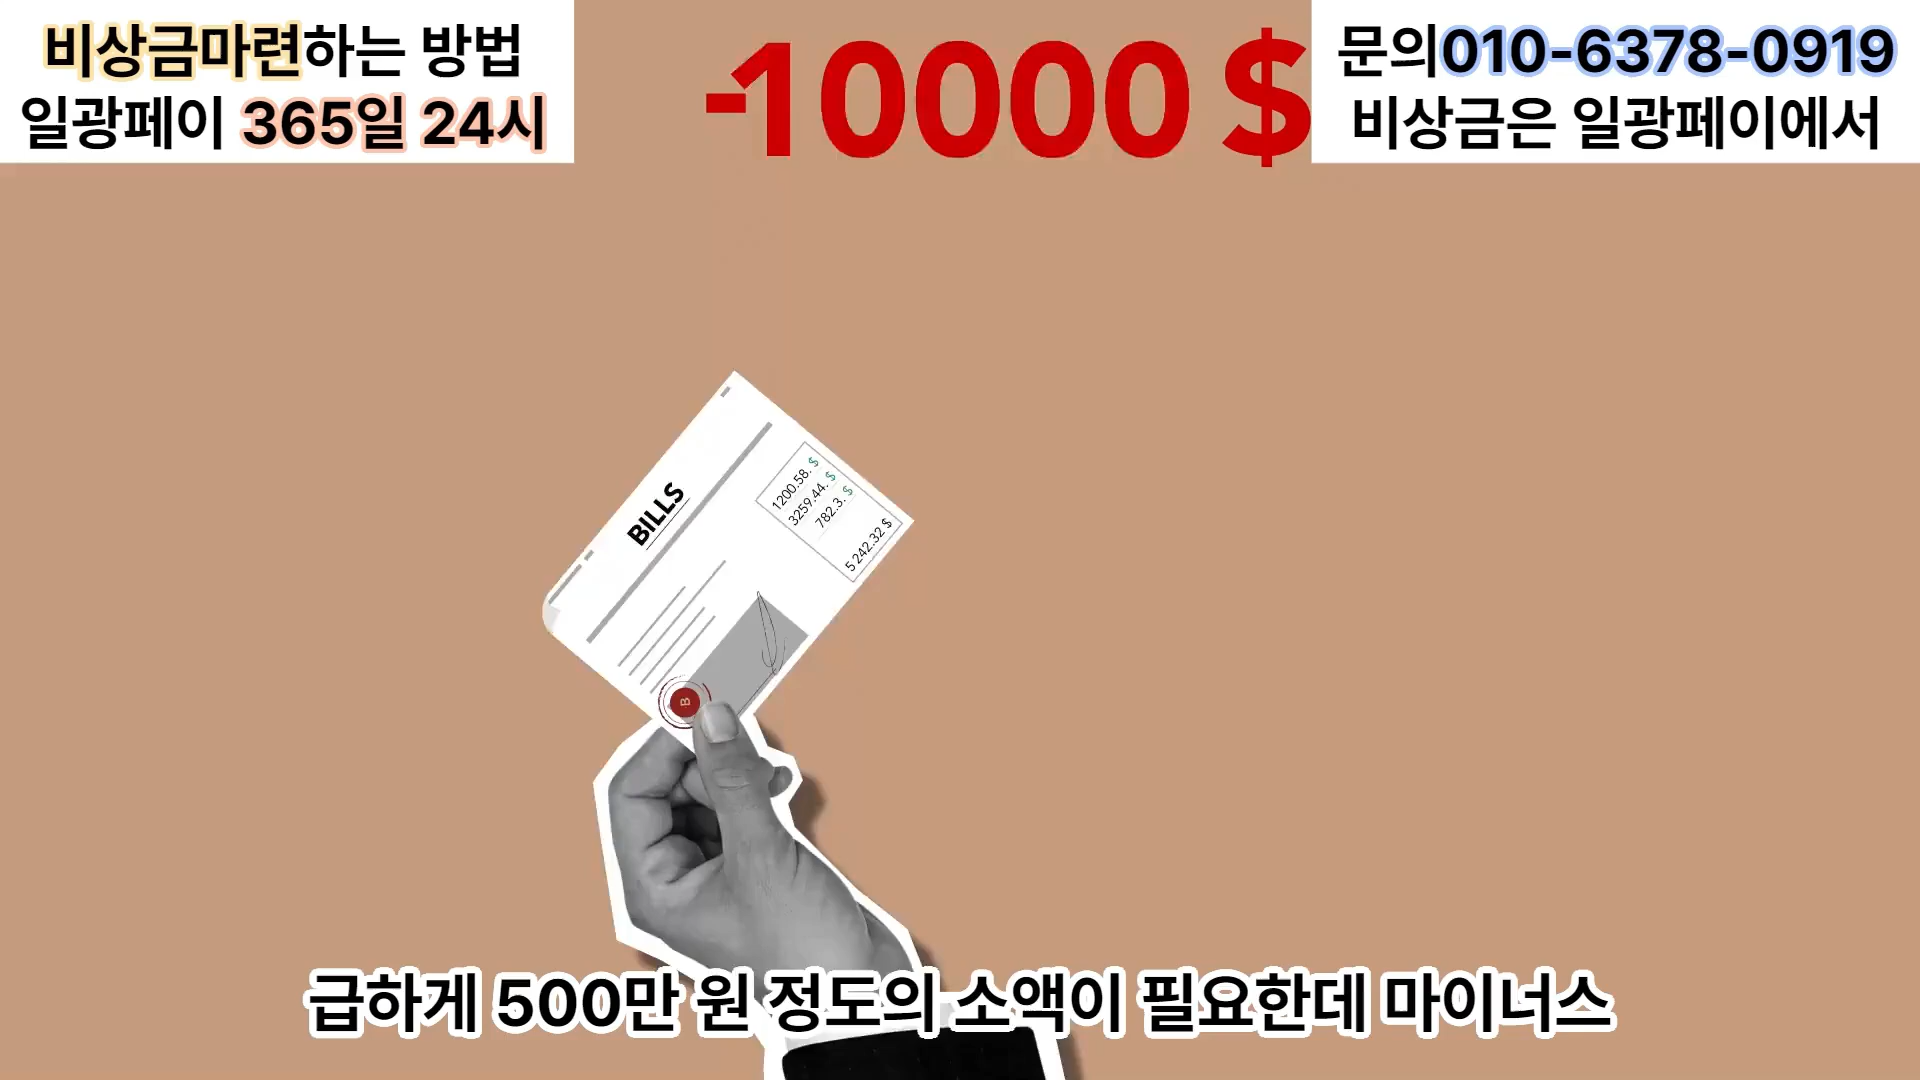 비상금마련하는 방법
일광페이 365일 24시
-10000 $
문의010-6378-0919
비상금은 일광페이에서
BILLS
1200.58. $
3259.44. $
782.3. $
5 242.32 $
B
급하게 500만 원 정도의 소액이 필요한데 마이너스